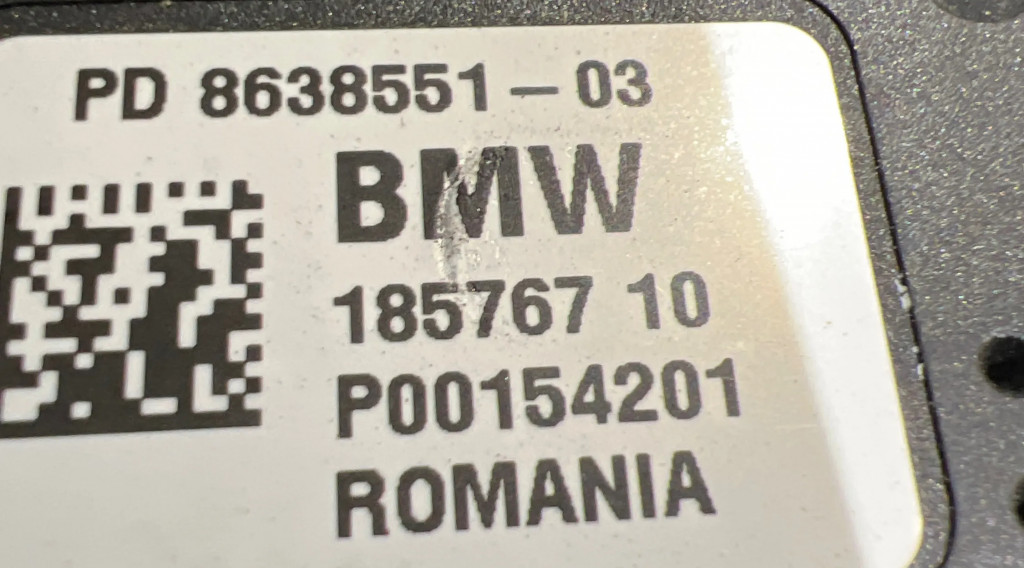 PD 8638551-03
BMW
185767 10
P00154201
ROMANIA